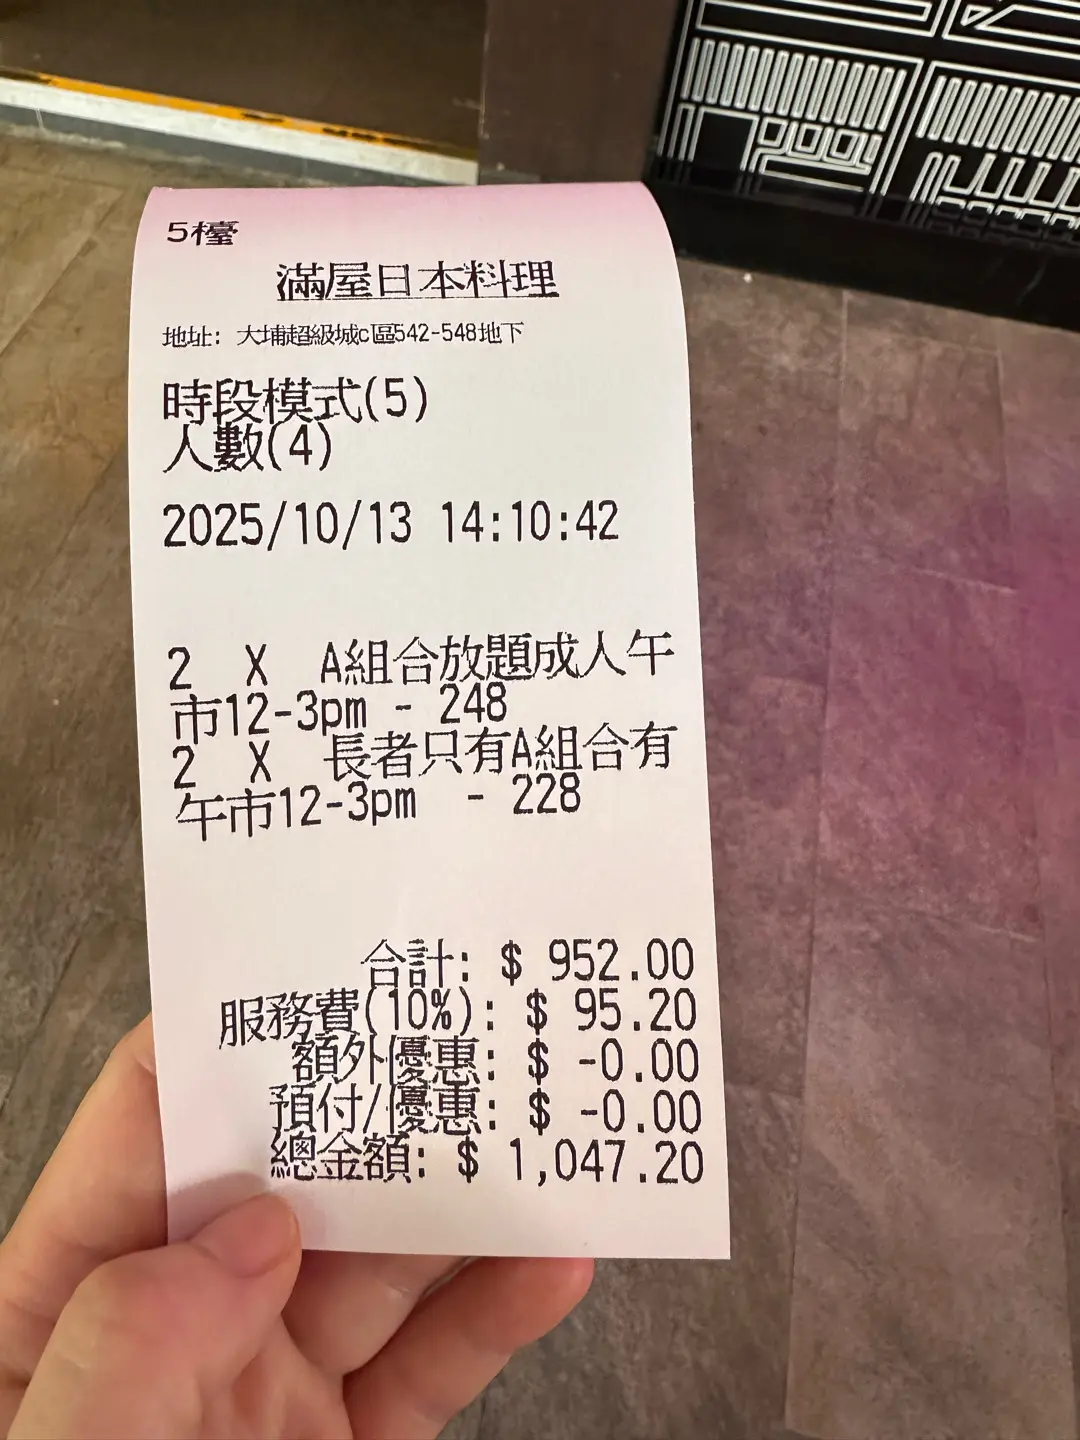 5檯
滿屋日本料理
地址: 大埔超級城c區542-548地下
時段模式(5)
人數(4)
2025/10/13 14:10:42
2 X A組合放題成人午
市12-3pm - 248
2 X 長者只有A組合有
午市12-3pm - 228
合計: $ 952.00
服務費(10%): $ 95.20
額外優惠: $ -0.00
預付/優惠: $ -0.00
總金額: $ 1,047.20